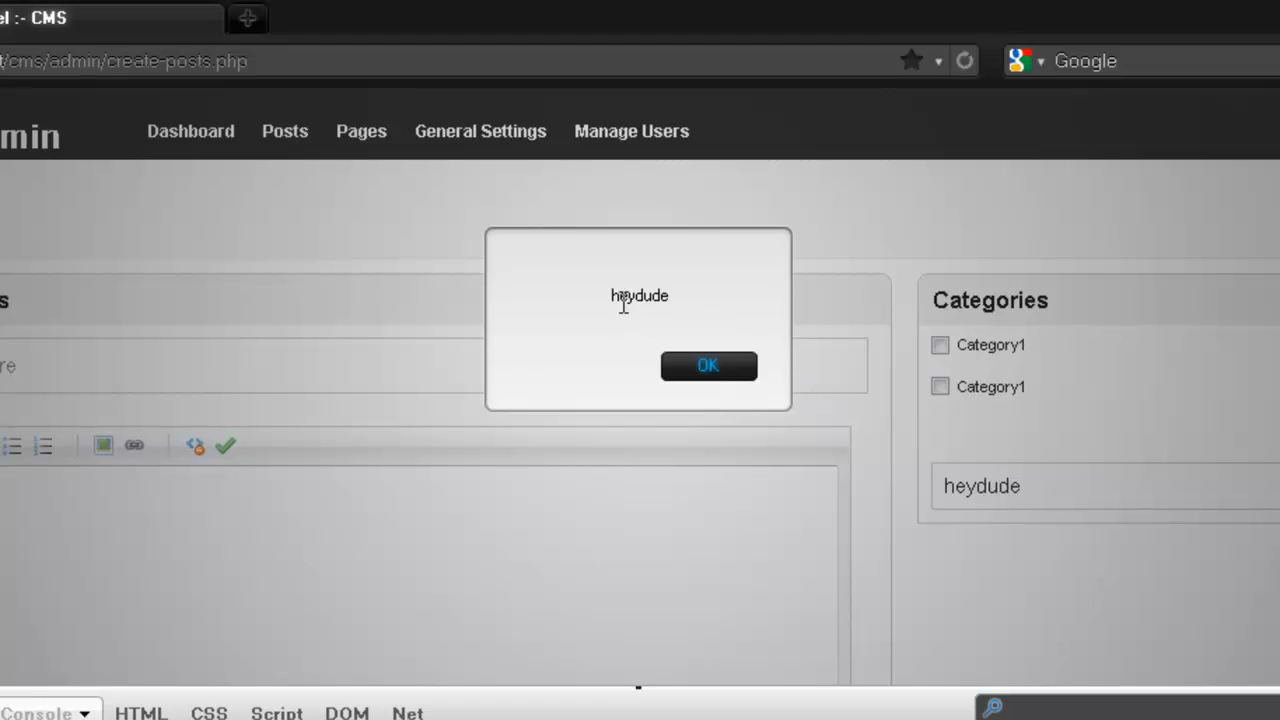 el :- CMS
t/cms/admin/create-posts.php
Google
min
Dashboard Posts Pages General Settings Manage Users
heydude
OK
s
re
Categories
Category1
Category1
heydude
Console HTML CSS Script DOM Net